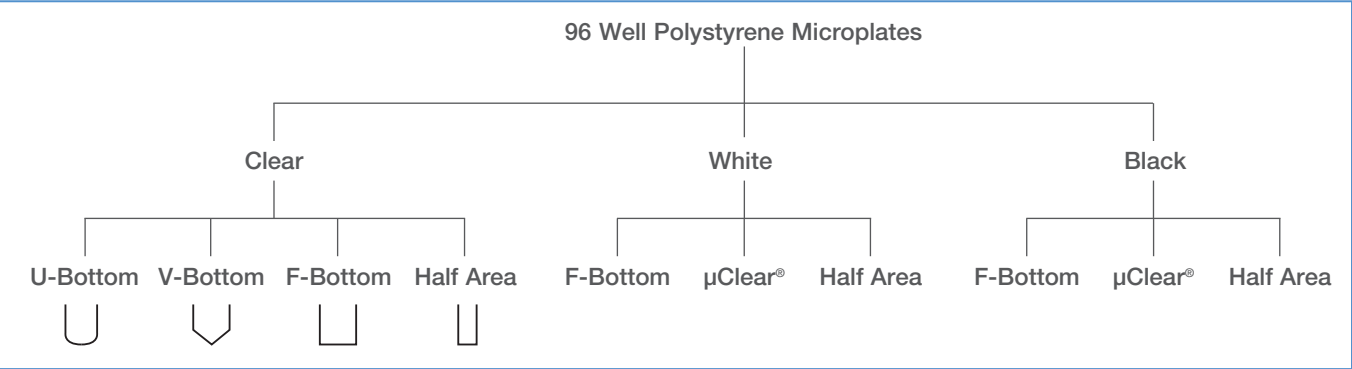 96 Well Polystyrene Microplates
Clear White Black
U-Bottom V-Bottom F-Bottom Half Area F-Bottom µClear® Half Area F-Bottom µClear® Half Area